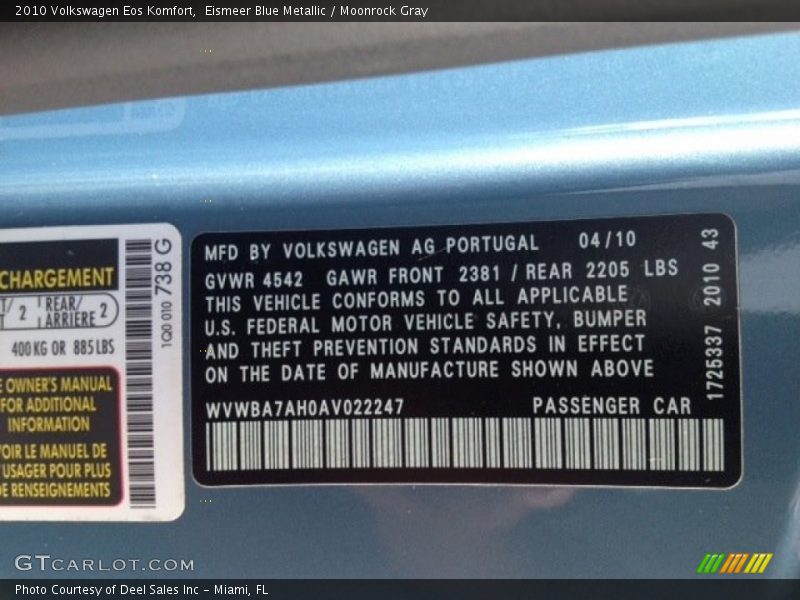 2010 Volkswagen Eos Komfort, Eismeer Blue Metallic / Moonrock Gray
CHARGEMENT
2 REAR/ARRIERE 2
400 KG OR 885 LBS
OWNER'S MANUAL
FOR ADDITIONAL
INFORMATION
LE MANUEL DE
USAGER POUR PLUS
DE RENSEIGNEMENTS
1Q0 010 738 G
MFD BY VOLKSWAGEN AG PORTUGAL 04/10
GVWR 4542 GAWR FRONT 2381 / REAR 2205 LBS
THIS VEHICLE CONFORMS TO ALL APPLICABLE
U.S. FEDERAL MOTOR VEHICLE SAFETY, BUMPER
AND THEFT PREVENTION STANDARDS IN EFFECT
ON THE DATE OF MANUFACTURE SHOWN ABOVE
WVWBA7AH0AV022247 PASSENGER CAR
1725337 2010 43
GTCARLOT.COM
Photo Courtesy of Deel Sales Inc - Miami, FL